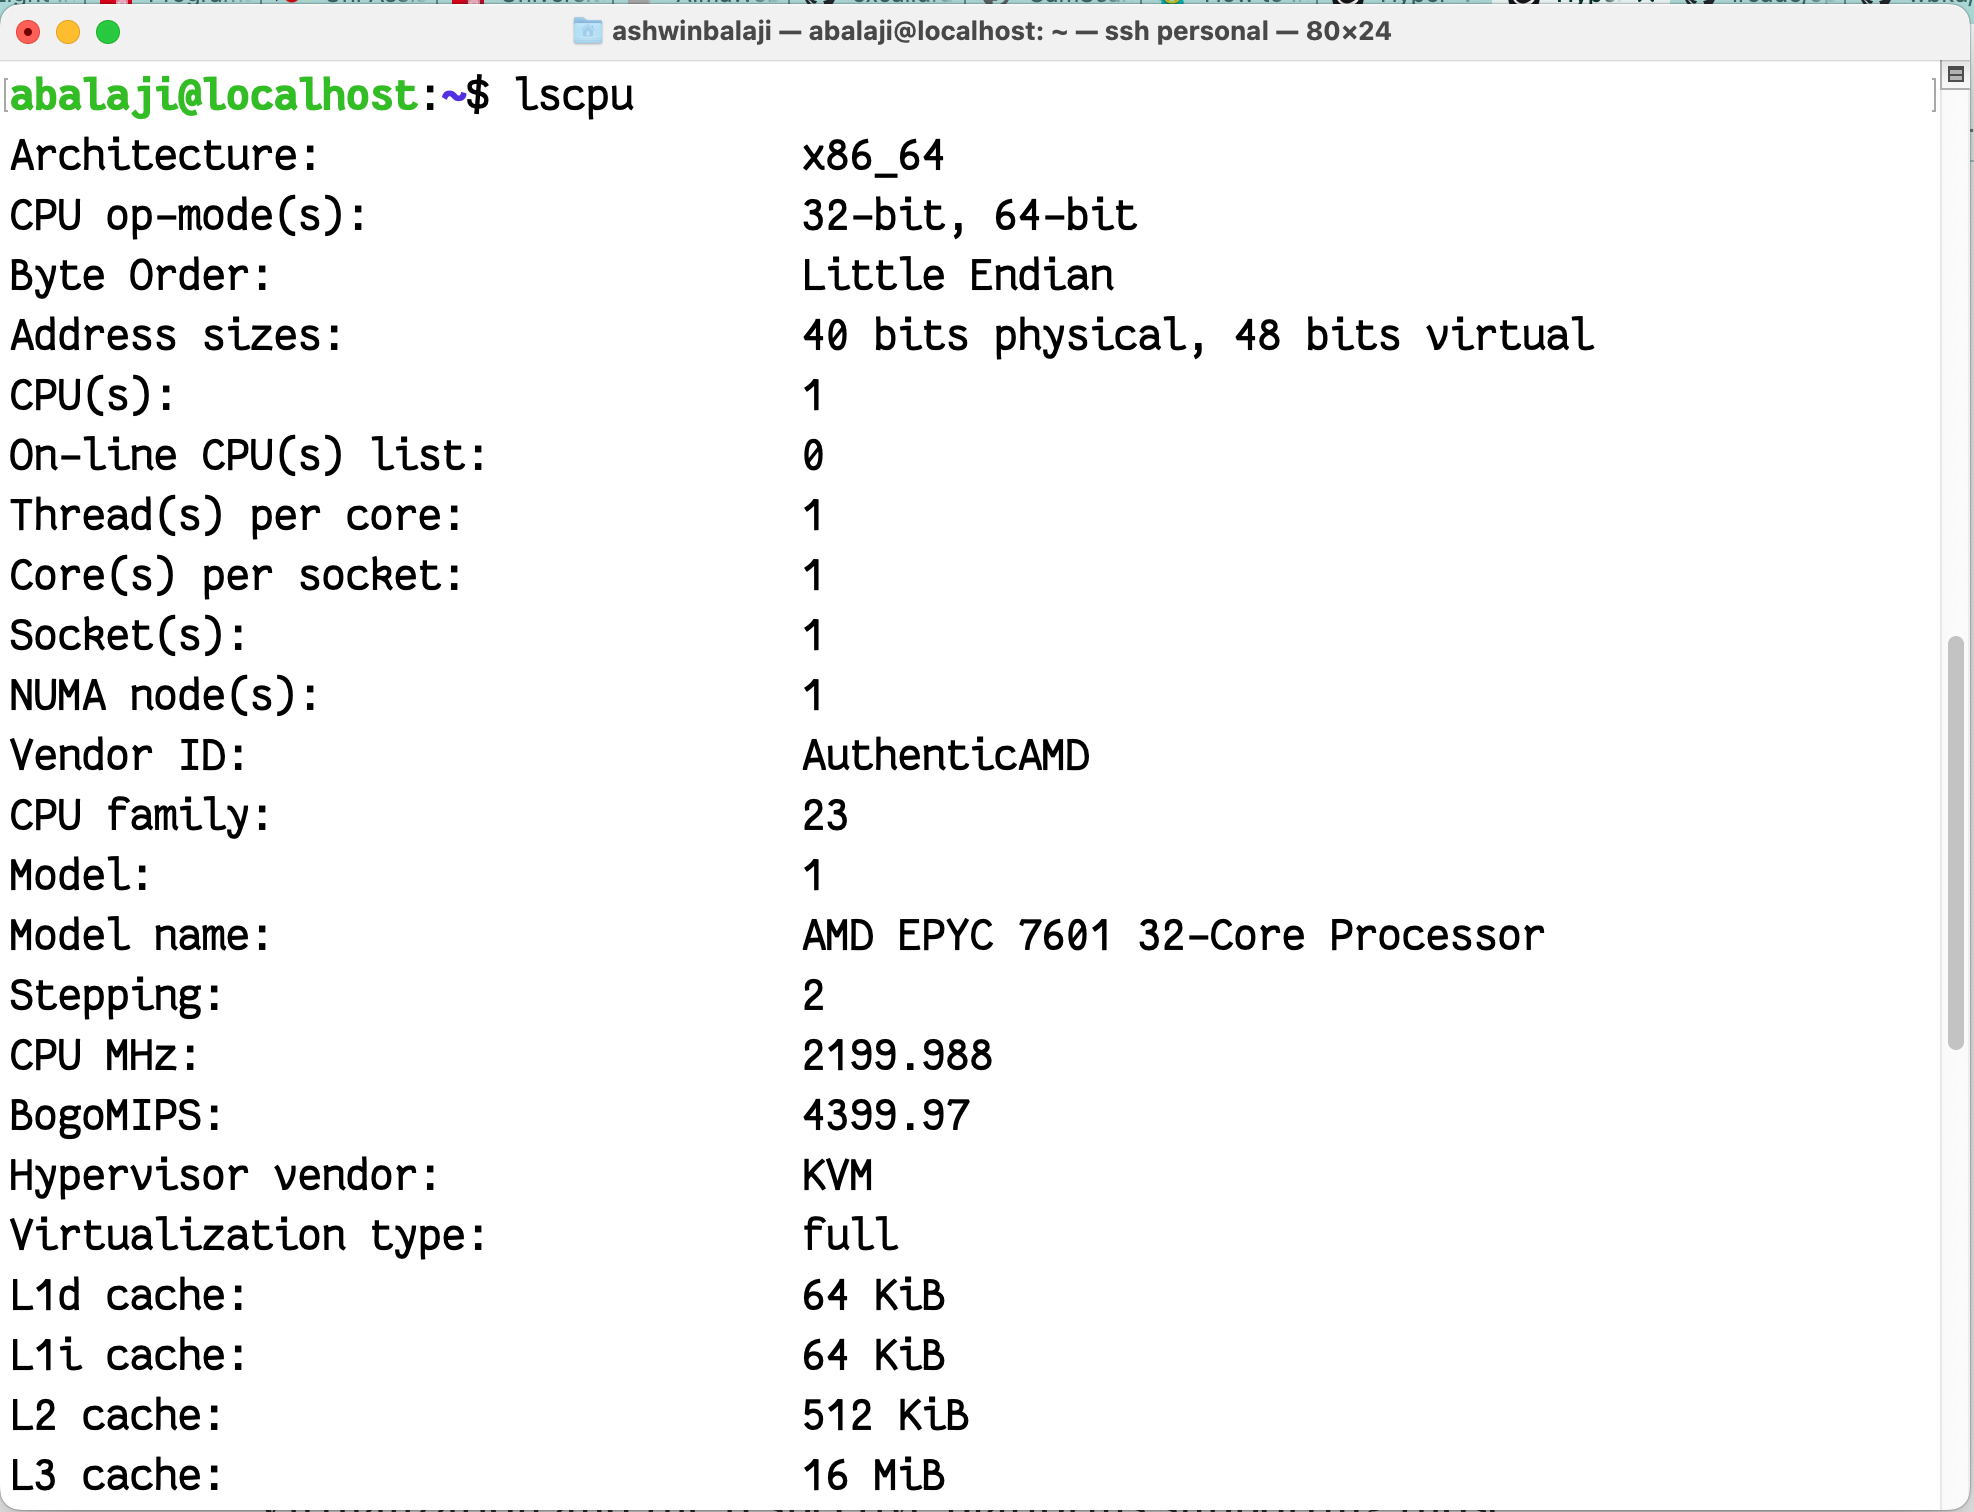 ashwinbalaji — abalaji@localhost: ~ — ssh personal — 80×24
abalaji@localhost:~$ lscpu
Architecture: x86_64
CPU op-mode(s): 32-bit, 64-bit
Byte Order: Little Endian
Address sizes: 40 bits physical, 48 bits virtual
CPU(s): 1
On-line CPU(s) list: 0
Thread(s) per core: 1
Core(s) per socket: 1
Socket(s): 1
NUMA node(s): 1
Vendor ID: AuthenticAMD
CPU family: 23
Model: 1
Model name: AMD EPYC 7601 32-Core Processor
Stepping: 2
CPU MHz: 2199.988
BogoMIPS: 4399.97
Hypervisor vendor: KVM
Virtualization type: full
L1d cache: 64 KiB
L1i cache: 64 KiB
L2 cache: 512 KiB
L3 cache: 16 MiB